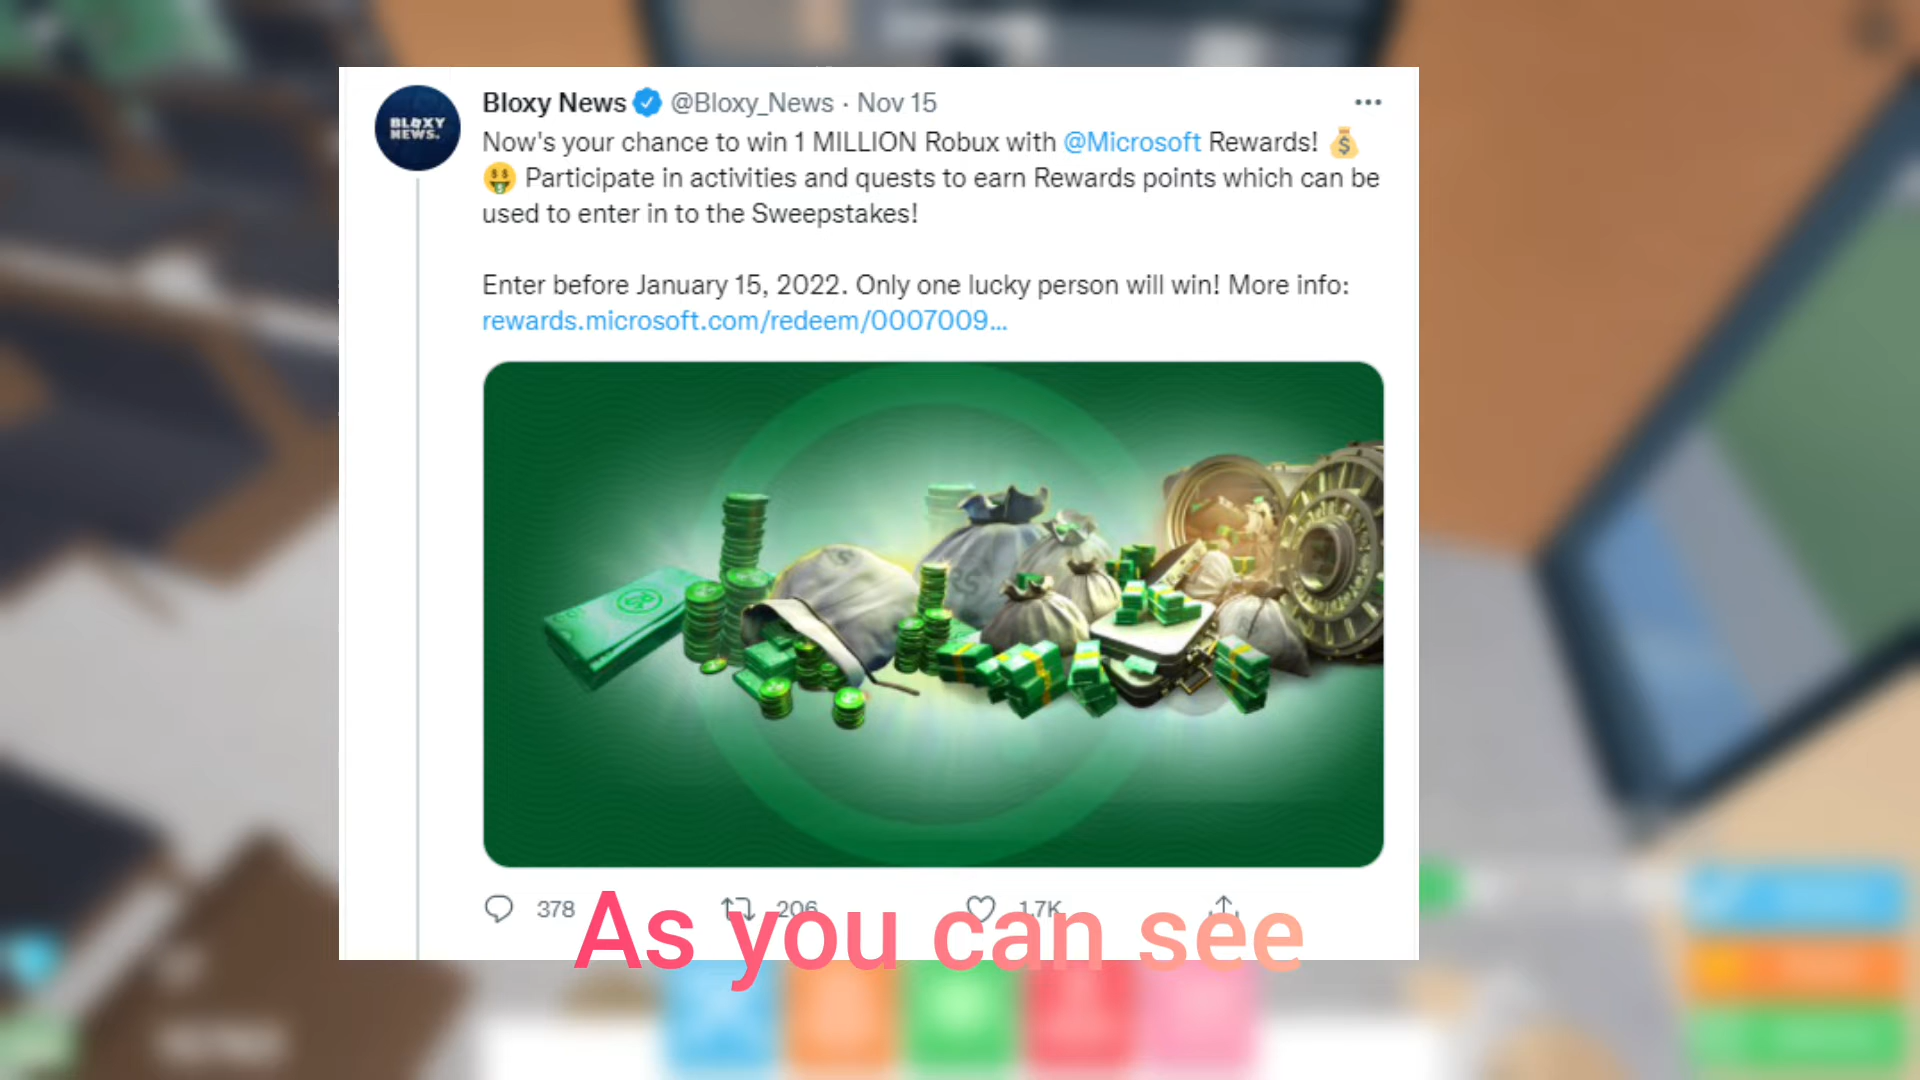 BLOXY
NEWS.
Bloxy News @Bloxy_News · Nov 15
Now's your chance to win 1 MILLION Robux with @Microsoft Rewards! 💰
🤑 Participate in activities and quests to earn Rewards points which can be
used to enter in to the Sweepstakes!
Enter before January 15, 2022. Only one lucky person will win! More info:
rewards.microsoft.com/redeem/0007009...
378 206 1.7K
As you can see